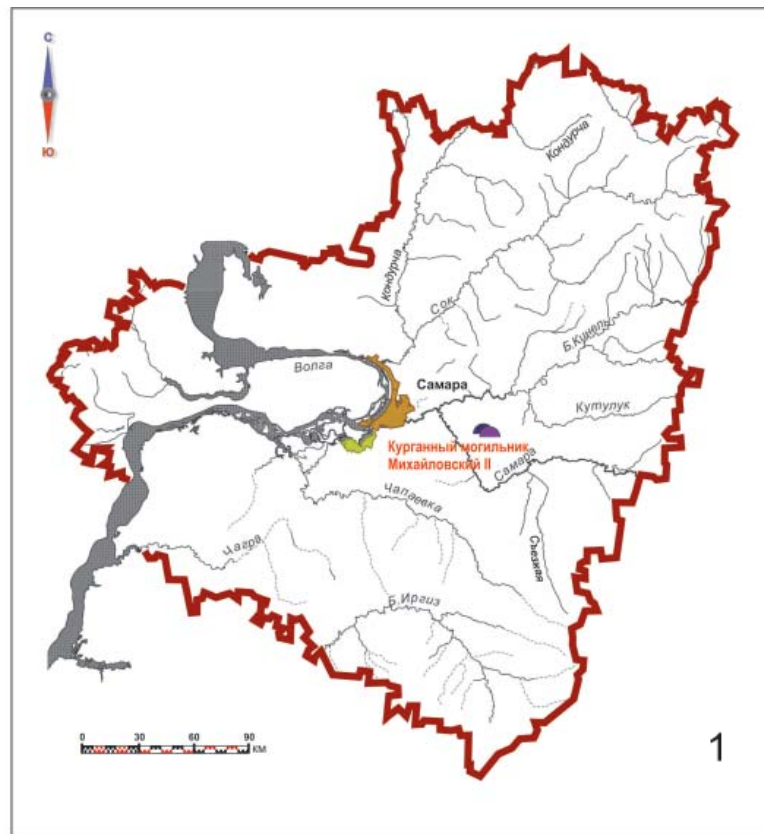 С
Ю
Кондурча
Кондурча
Сок
Б.Кинель
Волга
Самара
Кутулук
Курганный могильник
Михайловский II
Самара
Чапаевка
Съезжая
Чагра
Б.Иргиз
0 30 60 90
КМ
1